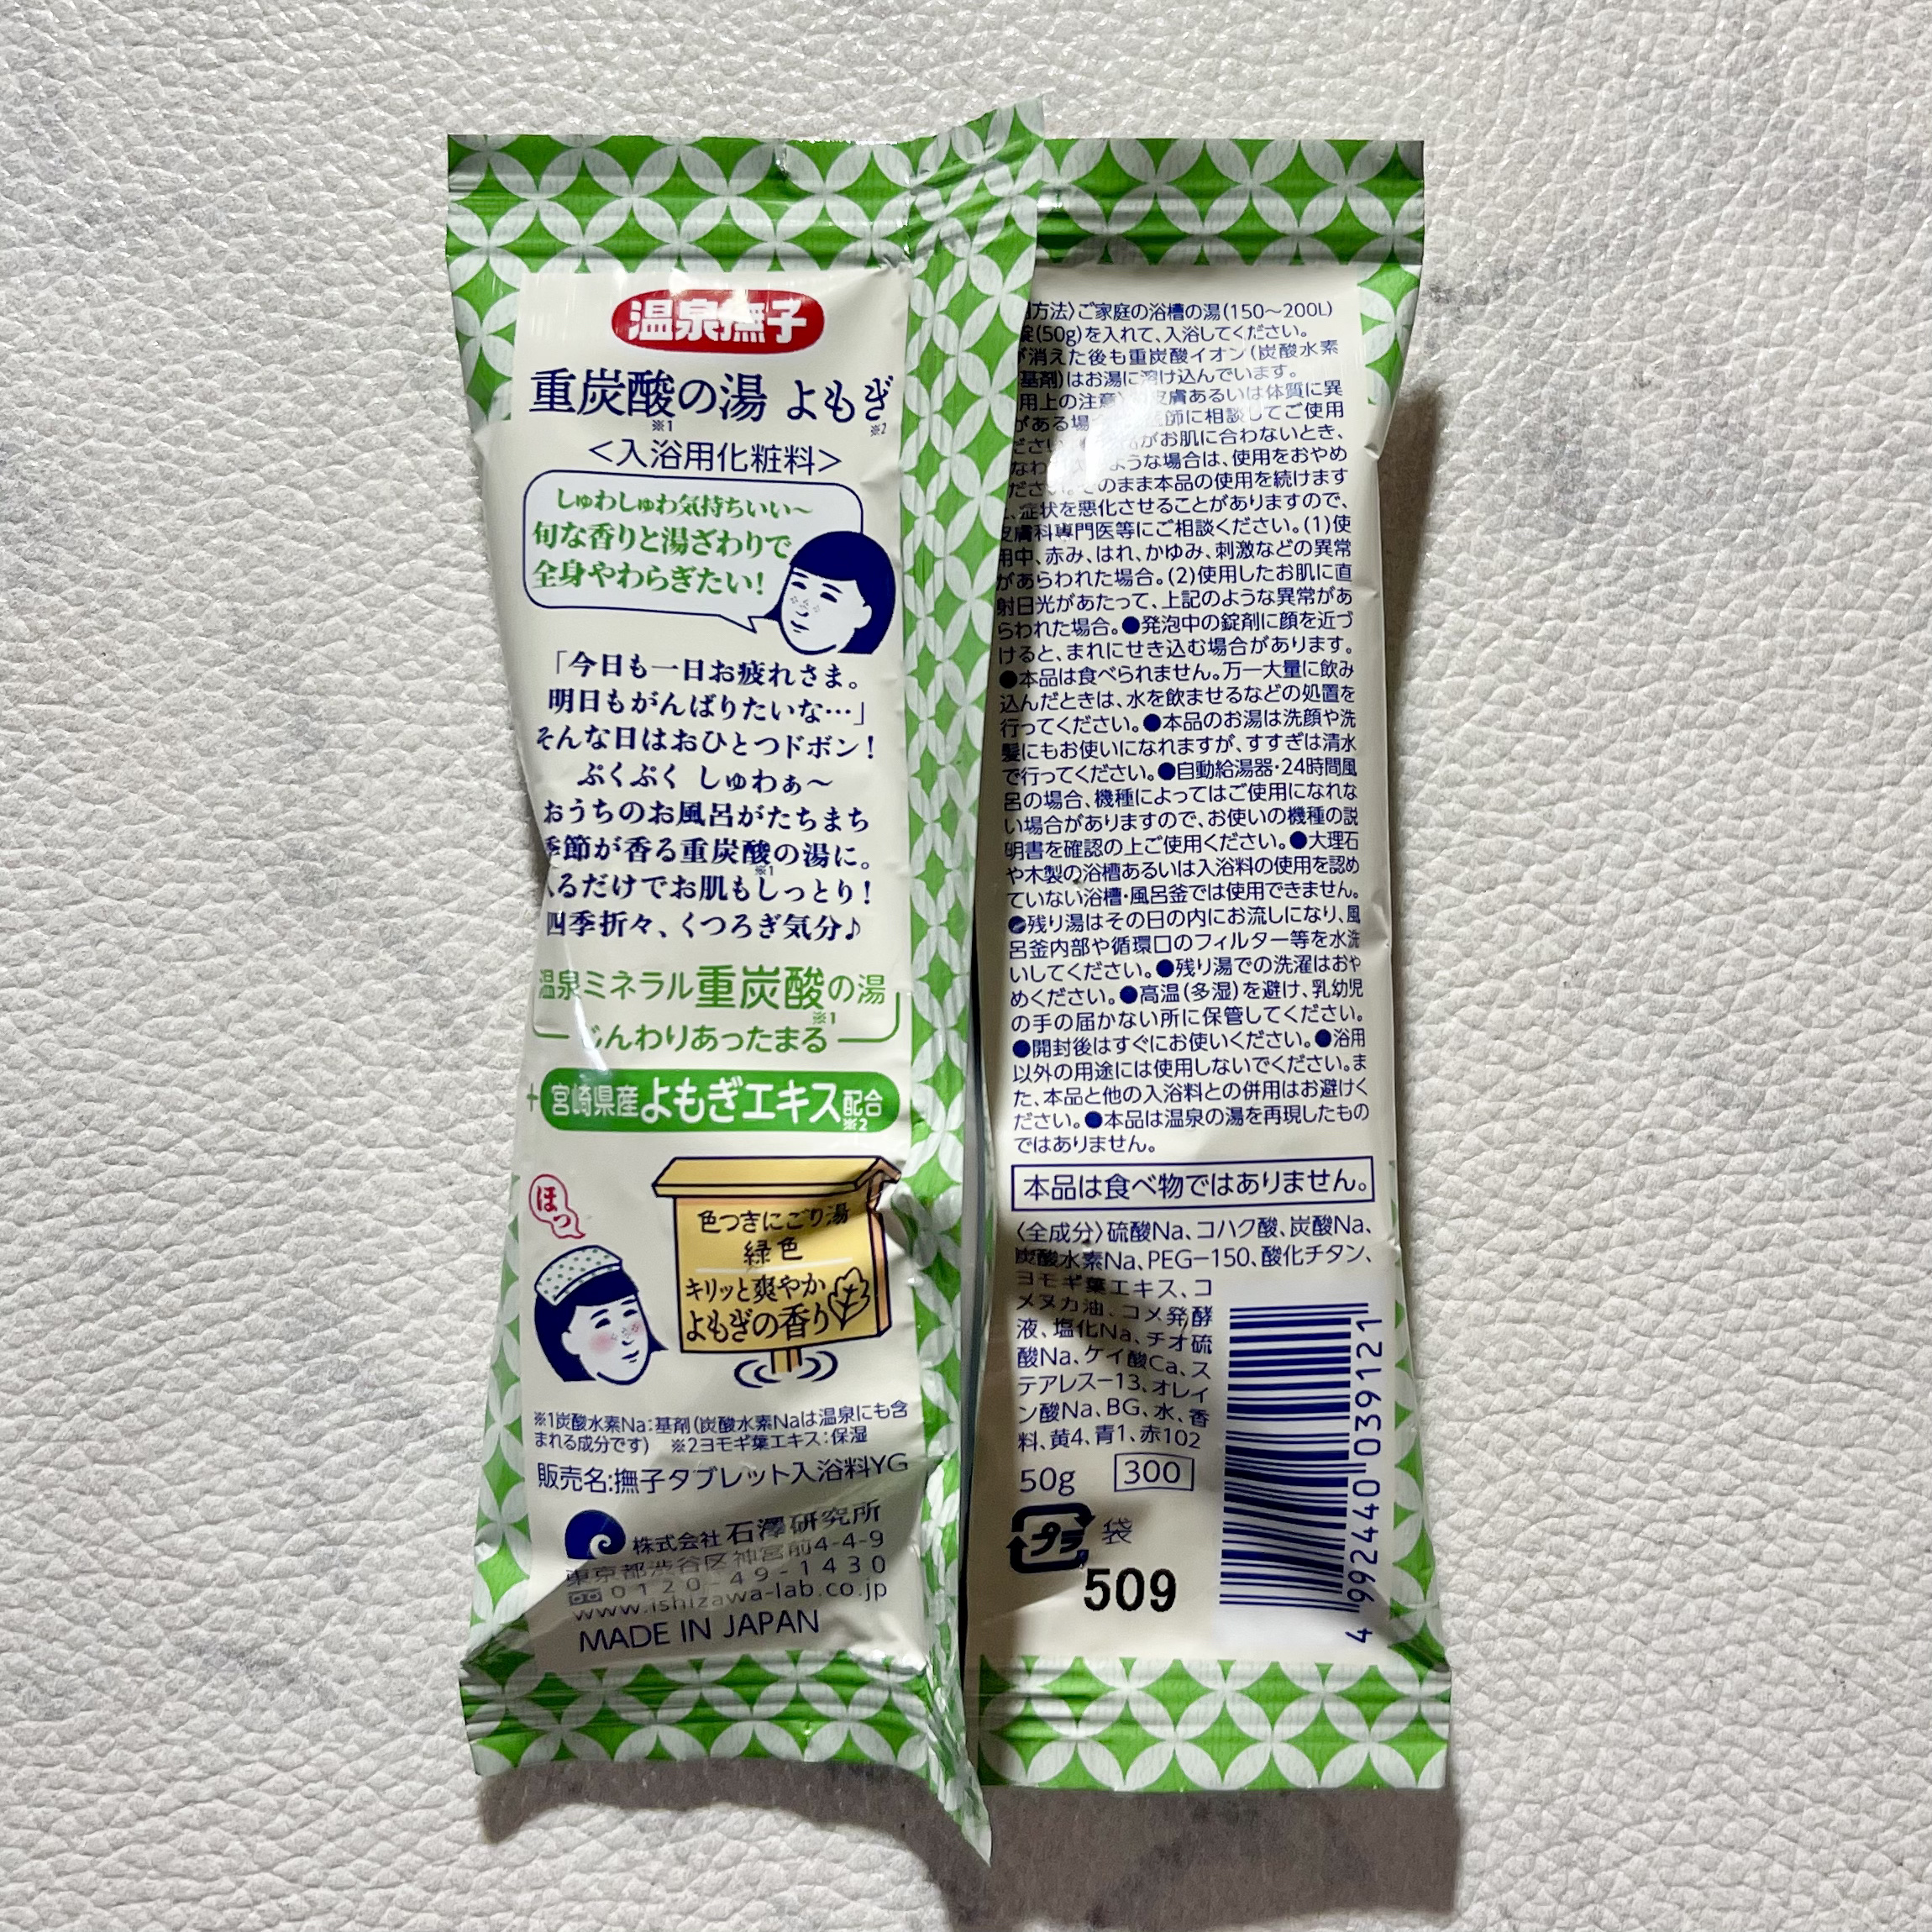 温泉撫子
重炭酸の湯 よもぎ
※1 ※2
＜入浴用化粧料＞
しゅわしゅわ気持ちいい〜
旬な香りと湯ざわりで
全身やわらぎたい！
「今日も一日お疲れさま。
明日もがんばりたいな…」
そんな日はおひとつドボン！
ぷくぷく しゅわぁ〜
おうちのお風呂がたちまち
季節が香る重炭酸の湯に。
※1
るだけでお肌もしっとり！
四季折々、くつろぎ気分♪
温泉ミネラル重炭酸の湯
※1
じんわりあったまる
+ 宮崎県産よもぎエキス配合
※2
ほっ
色つきにごり湯
緑色
キリッと爽やか
よもぎの香り
※1炭酸水素Na：基剤（炭酸水素Naは温泉にも含
まれる成分です） ※2ヨモギ葉エキス：保湿
販売名：撫子タブレット入浴料YG
株式会社 石澤研究所
東京都渋谷区神宮前4-4-9
0120-49-1430
www.ishizawa-lab.co.jp
MADE IN JAPAN
方法〉ご家庭の浴槽の湯（150〜200L）
錠（50g）を入れて、入浴してください。
が消えた後も重炭酸イオン（炭酸水素
基剤）はお湯に溶け込んでいます。
用上の注意〉皮膚あるいは体質に異
がある場 医師に相談してご使用
ださい がお肌に合わないとき、
なわ ような場合は、使用をおやめ
ださい。そのまま本品の使用を続けます
、症状を悪化させることがありますので、
皮膚科専門医等にご相談ください。（1）使
用中、赤み、はれ、かゆみ、刺激などの異常
があらわれた場合。（2）使用したお肌に直
射日光があたって、上記のような異常があ
らわれた場合。●発泡中の錠剤に顔を近づ
けると、まれにせき込む場合があります。
●本品は食べられません。万一大量に飲み
込んだときは、水を飲ませるなどの処置を
行ってください。●本品のお湯は洗顔や洗
髪にもお使いになれますが、すすぎは清水
で行ってください。●自動給湯器・24時間風
呂の場合、機種によってはご使用になれな
い場合がありますので、お使いの機種の説
明書を確認の上ご使用ください。●大理石
や木製の浴槽あるいは入浴料の使用を認め
ていない浴槽・風呂釜では使用できません。
●残り湯はその日の内にお流しになり、風
呂釜内部や循環口のフィルター等を水洗
いしてください。●残り湯での洗濯はおや
めください。●高温（多湿）を避け、乳幼児
の手の届かない所に保管してください。
●開封後はすぐにお使いください。●浴用
以外の用途には使用しないでください。ま
た、本品と他の入浴料との併用はお避けく
ださい。●本品は温泉の湯を再現したもの
ではありません。
本品は食べ物ではありません。
〈全成分〉硫酸Na、コハク酸、炭酸Na、
炭酸水素Na、PEG−150、酸化チタン、
ヨモギ葉エキス、コ
メヌカ油、コメ発酵
液、塩化Na、チオ硫
酸Na、ケイ酸Ca、ス
テアレス−13、オレイ
ン酸Na、BG、水、香
料、黄4、青1、赤102
50g 300
プラ 袋
509
4 992440 039121